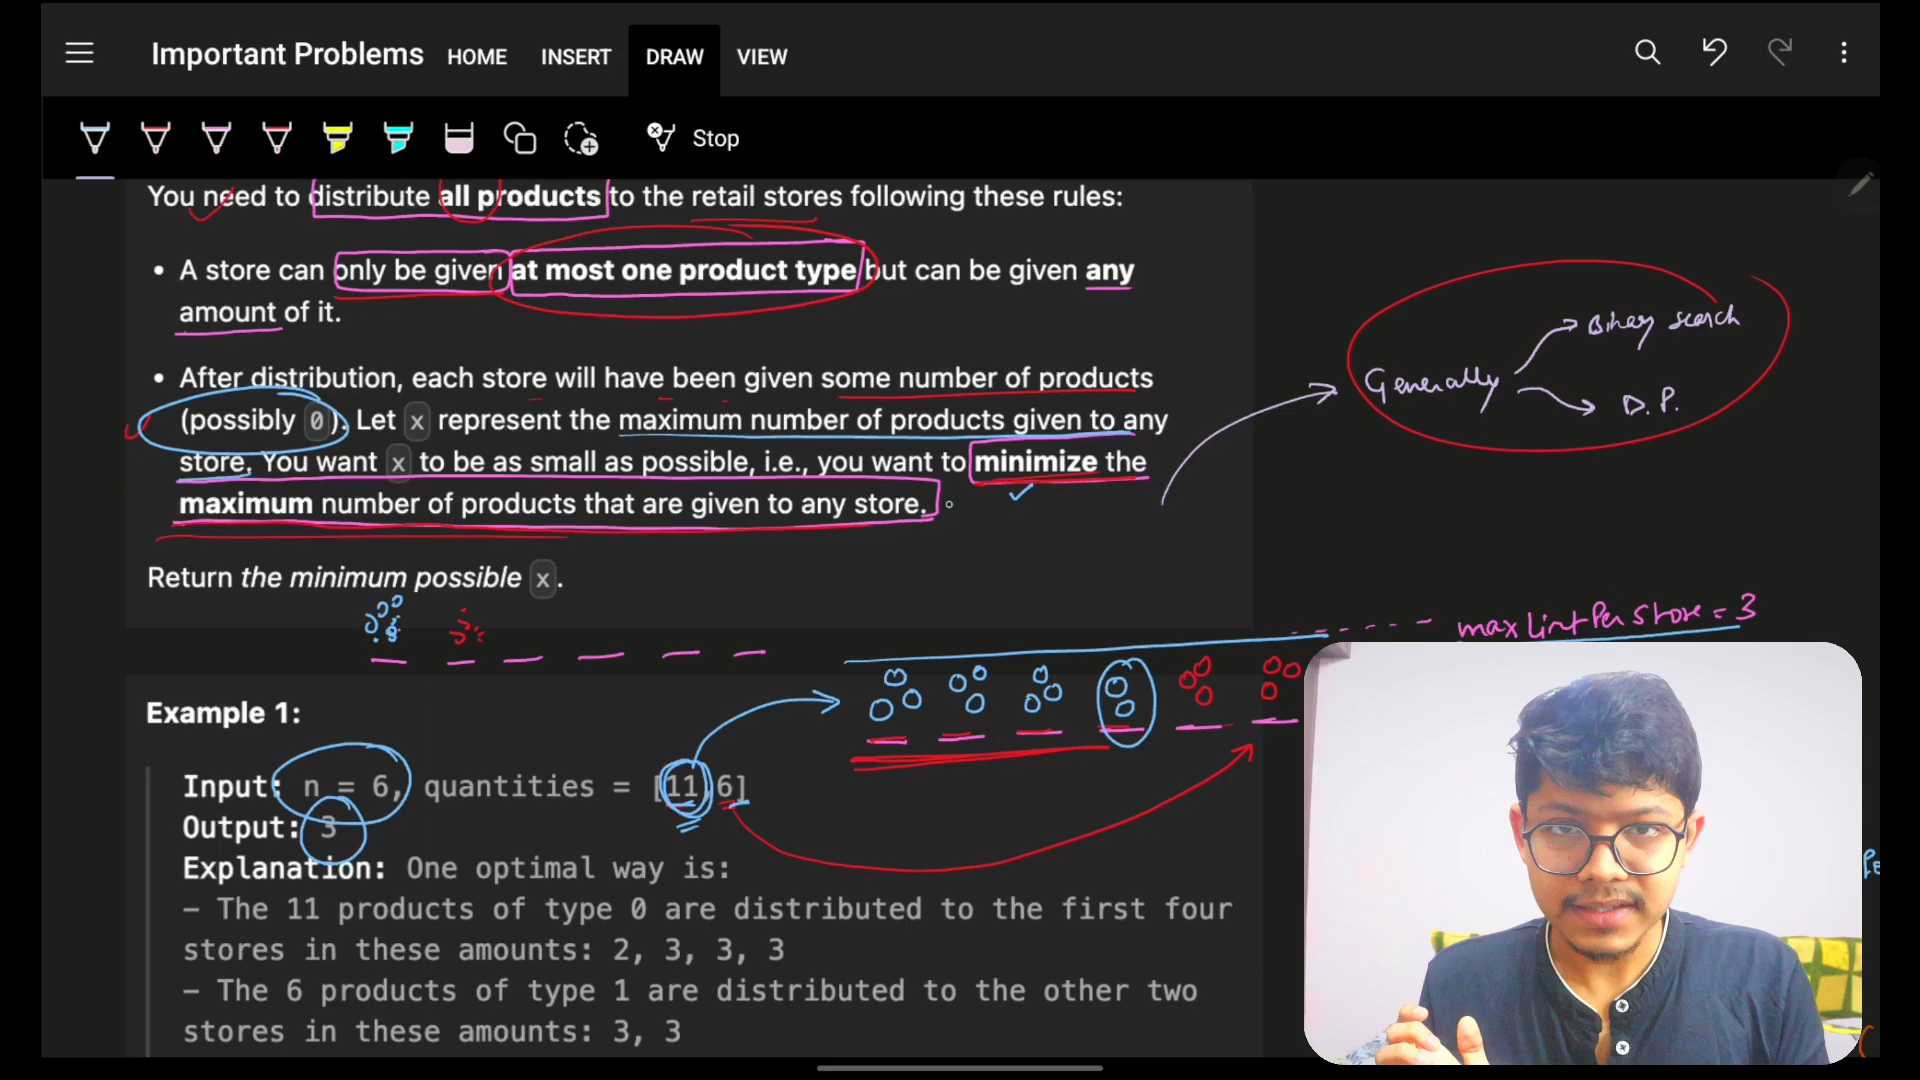 Important Problems HOME INSERT DRAW VIEW
Stop
You need to distribute all products to the retail stores following these rules:
• A store can only be given at most one product type but can be given any
amount of it.
• After distribution, each store will have been given some number of products
(possibly 0). Let x represent the maximum number of products given to any
store. You want x to be as small as possible, i.e., you want to minimize the
maximum number of products that are given to any store.
Return the minimum possible x.
Generally
Binary search
D.P.
max limit Per Store = 3
Example 1:
Input: n = 6, quantities = [11,6]
Output: 3
Explanation: One optimal way is:
- The 11 products of type 0 are distributed to the first four
stores in these amounts: 2, 3, 3, 3
- The 6 products of type 1 are distributed to the other two
stores in these amounts: 3, 3